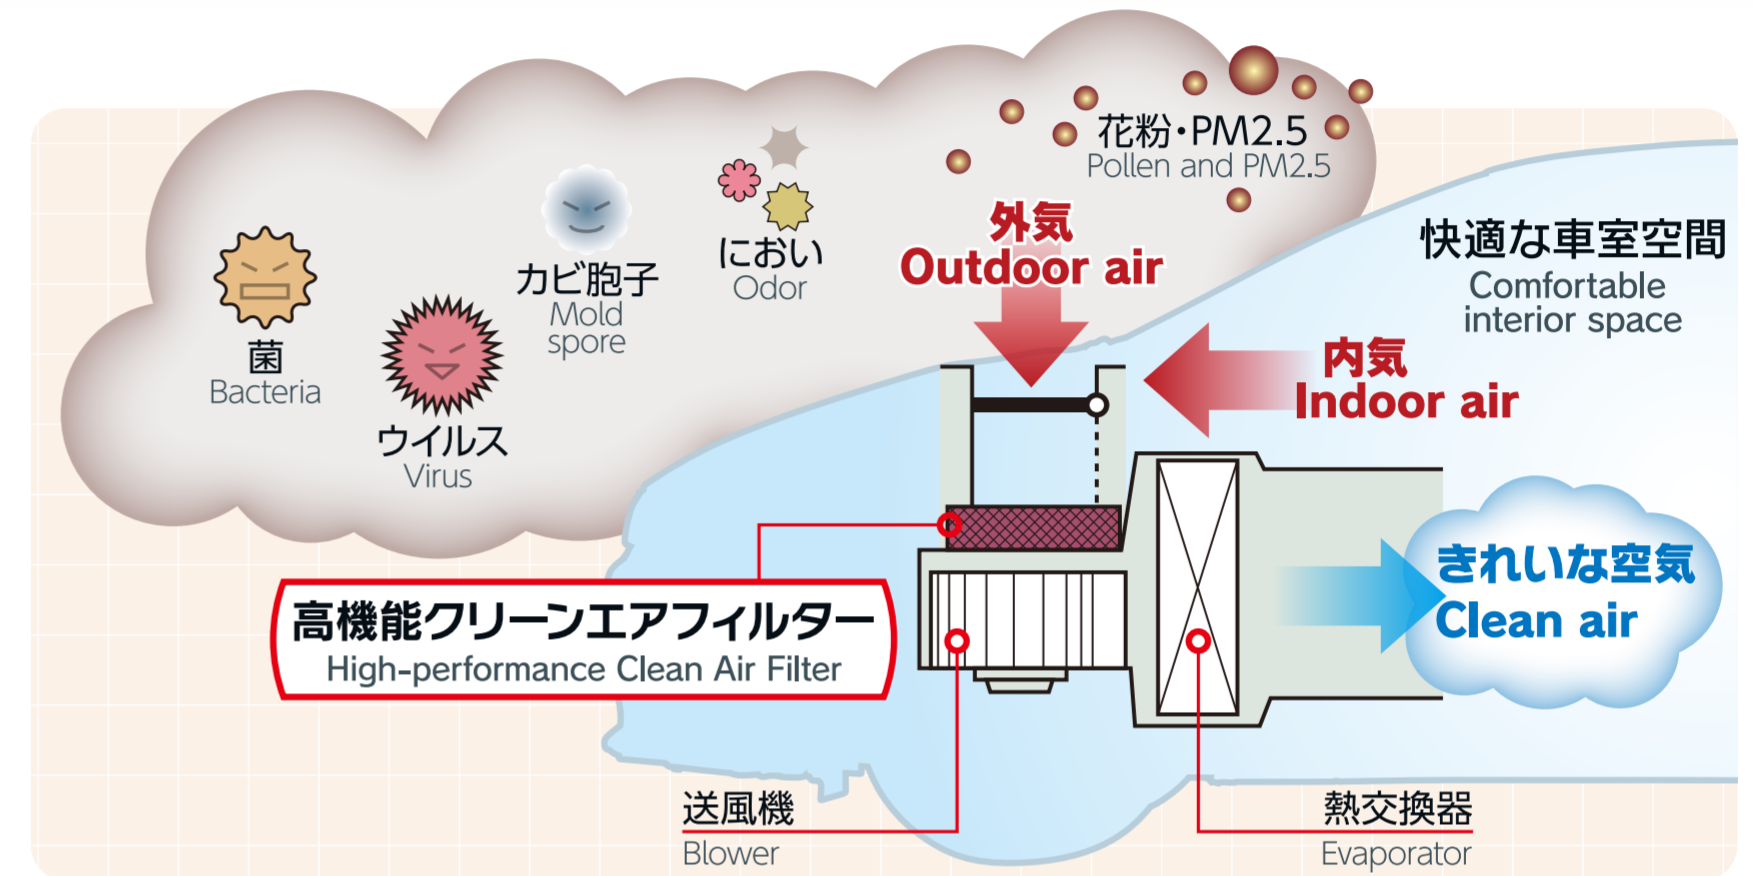 花粉・PM2.5
Pollen and PM2.5
外気
Outdoor air
快適な車室空間
Comfortable
interior space
におい
Odor
カビ胞子
Mold
spore
菌
Bacteria
ウイルス
Virus
内気
Indoor air
きれいな空気
Clean air
高機能クリーンエアフィルター
High-performance Clean Air Filter
送風機
Blower
熱交換器
Evaporator